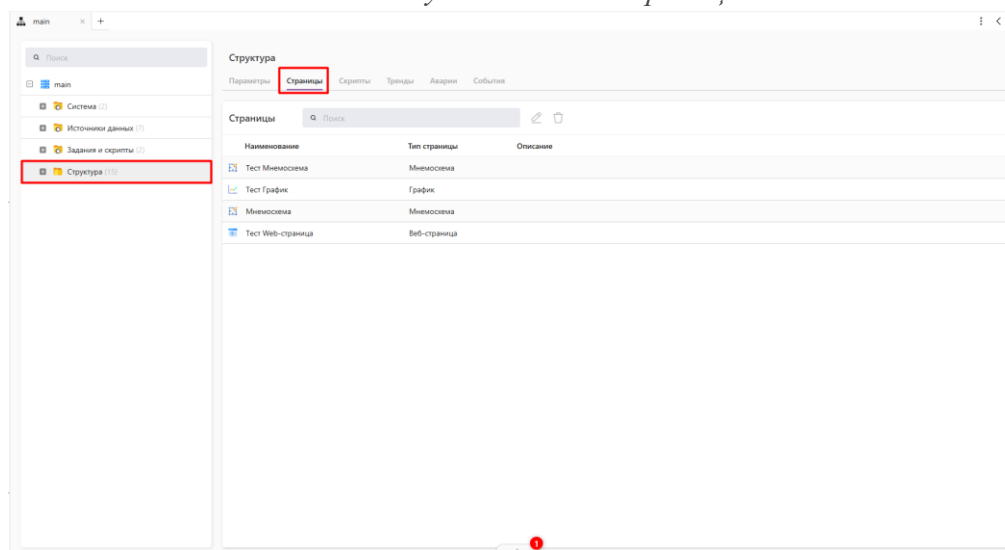 main × +
Поиск
main
Система (2)
Источники данных (7)
Задания и скрипты (2)
Структура (15)
Структура
Параметры Страницы Скрипты Тренды Аварии События
Страницы Поиск
Наименование Тип страницы Описание
Тест Мнемосхема Мнемосхема
Тест График График
Мнемосхема Мнемосхема
Тест Web-страница Веб-страница
1